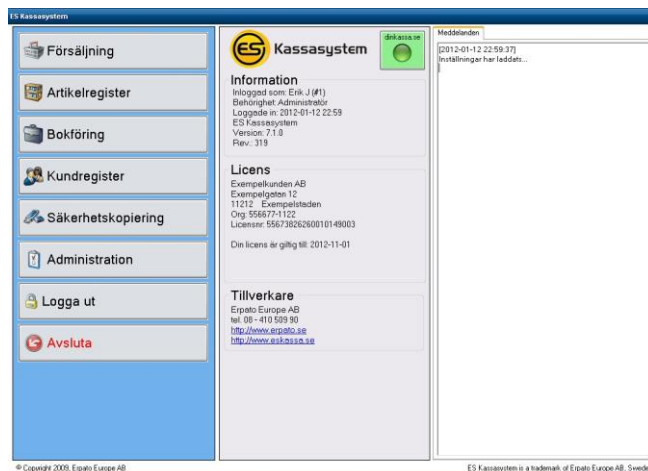 ES Kassasystem
Försäljning
Artikelregister
Bokföring
Kundregister
Säkerhetskopiering
Administration
Logga ut
Avsluta
ES Kassasystem
dinkassa.se
Information
Inloggad som: Erik J (#1)
Behörighet: Administratör
Loggade in: 2012-01-12 22:59
ES Kassasystem
Version: 7.1.0
Rev.: 319
Licens
Exempelkunden AB
Exempelgatan 12
11212 Exempelstaden
Org: 556677-1122
Licensnr: 55673826260010149003
Din licens är giltig till: 2012-11-01
Tillverkare
Erpato Europe AB
tel. 08 - 410 509 90
http://www.erpato.se
http://www.eskassa.se
Meddelanden
[2012-01-12 22:59:37]
Inställningar har laddats...
© Copyright 2009, Erpato Europe AB
ES Kassasystem is a trademark of Erpato Europe AB, Swede